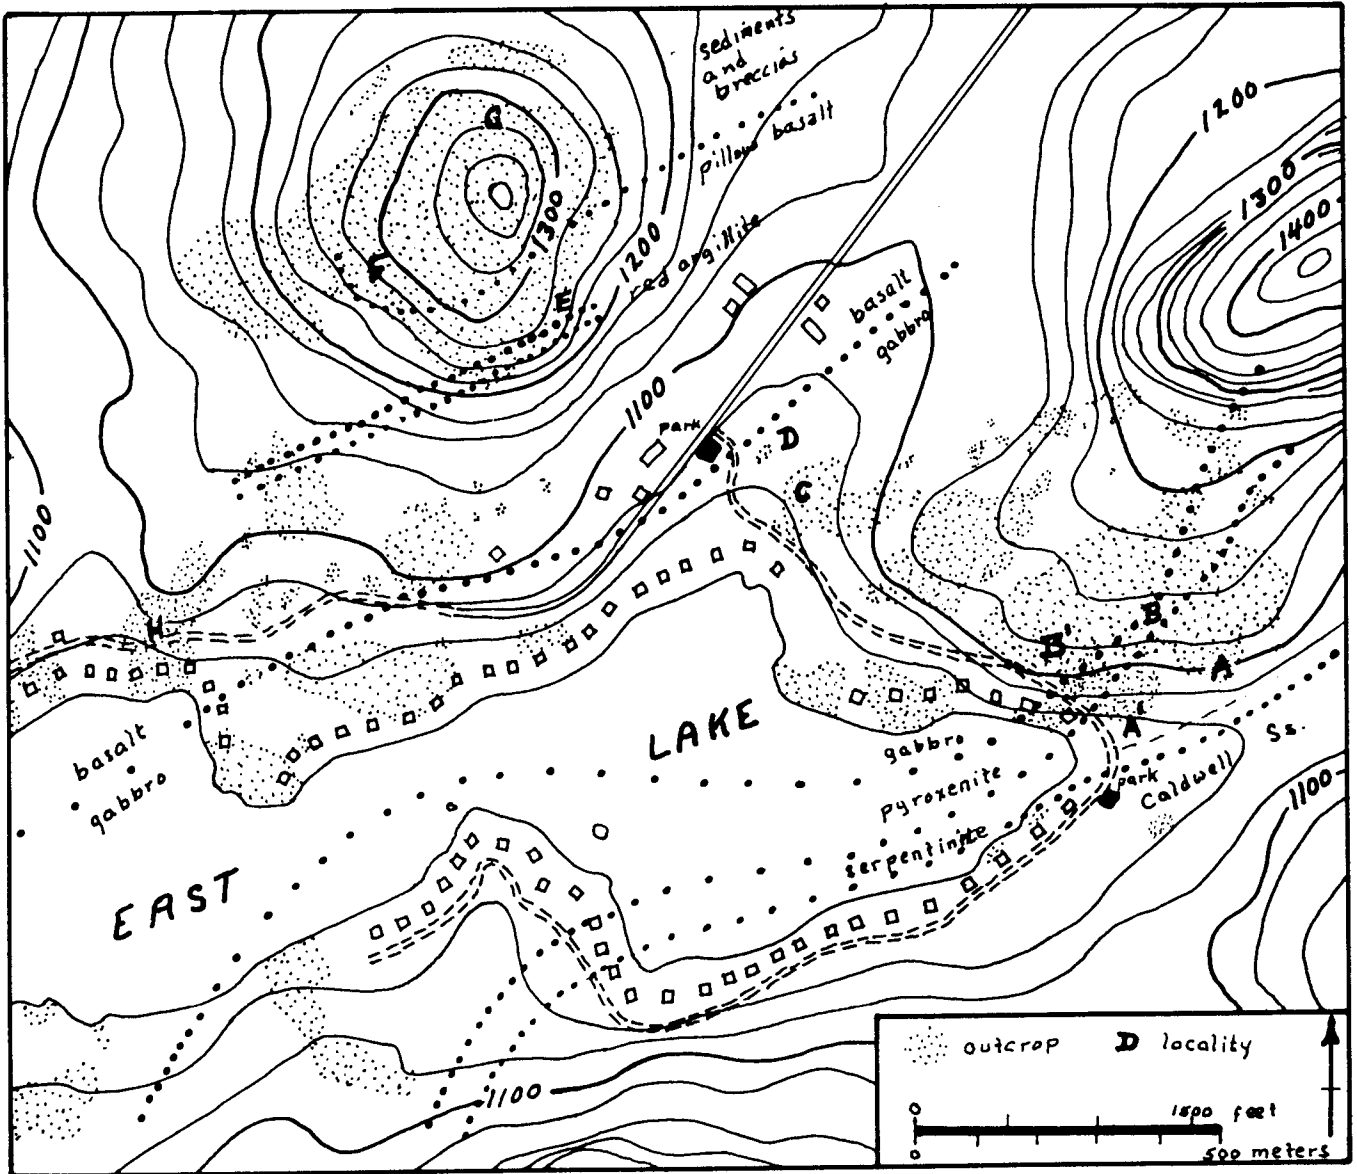 sediments
and
breccias
pillow basalt
G
1300
1200
F
E
red argillite
1200
1300
1400
basalt
gabbro
1100
park
D
C
1100
H
B
B'
A
A'
basalt
gabbro
EAST LAKE
gabbro
pyroxenite
serpentinite
park
Caldwell
Ss.
1100
1100
outcrop D locality
0 1500 feet
0 500 meters